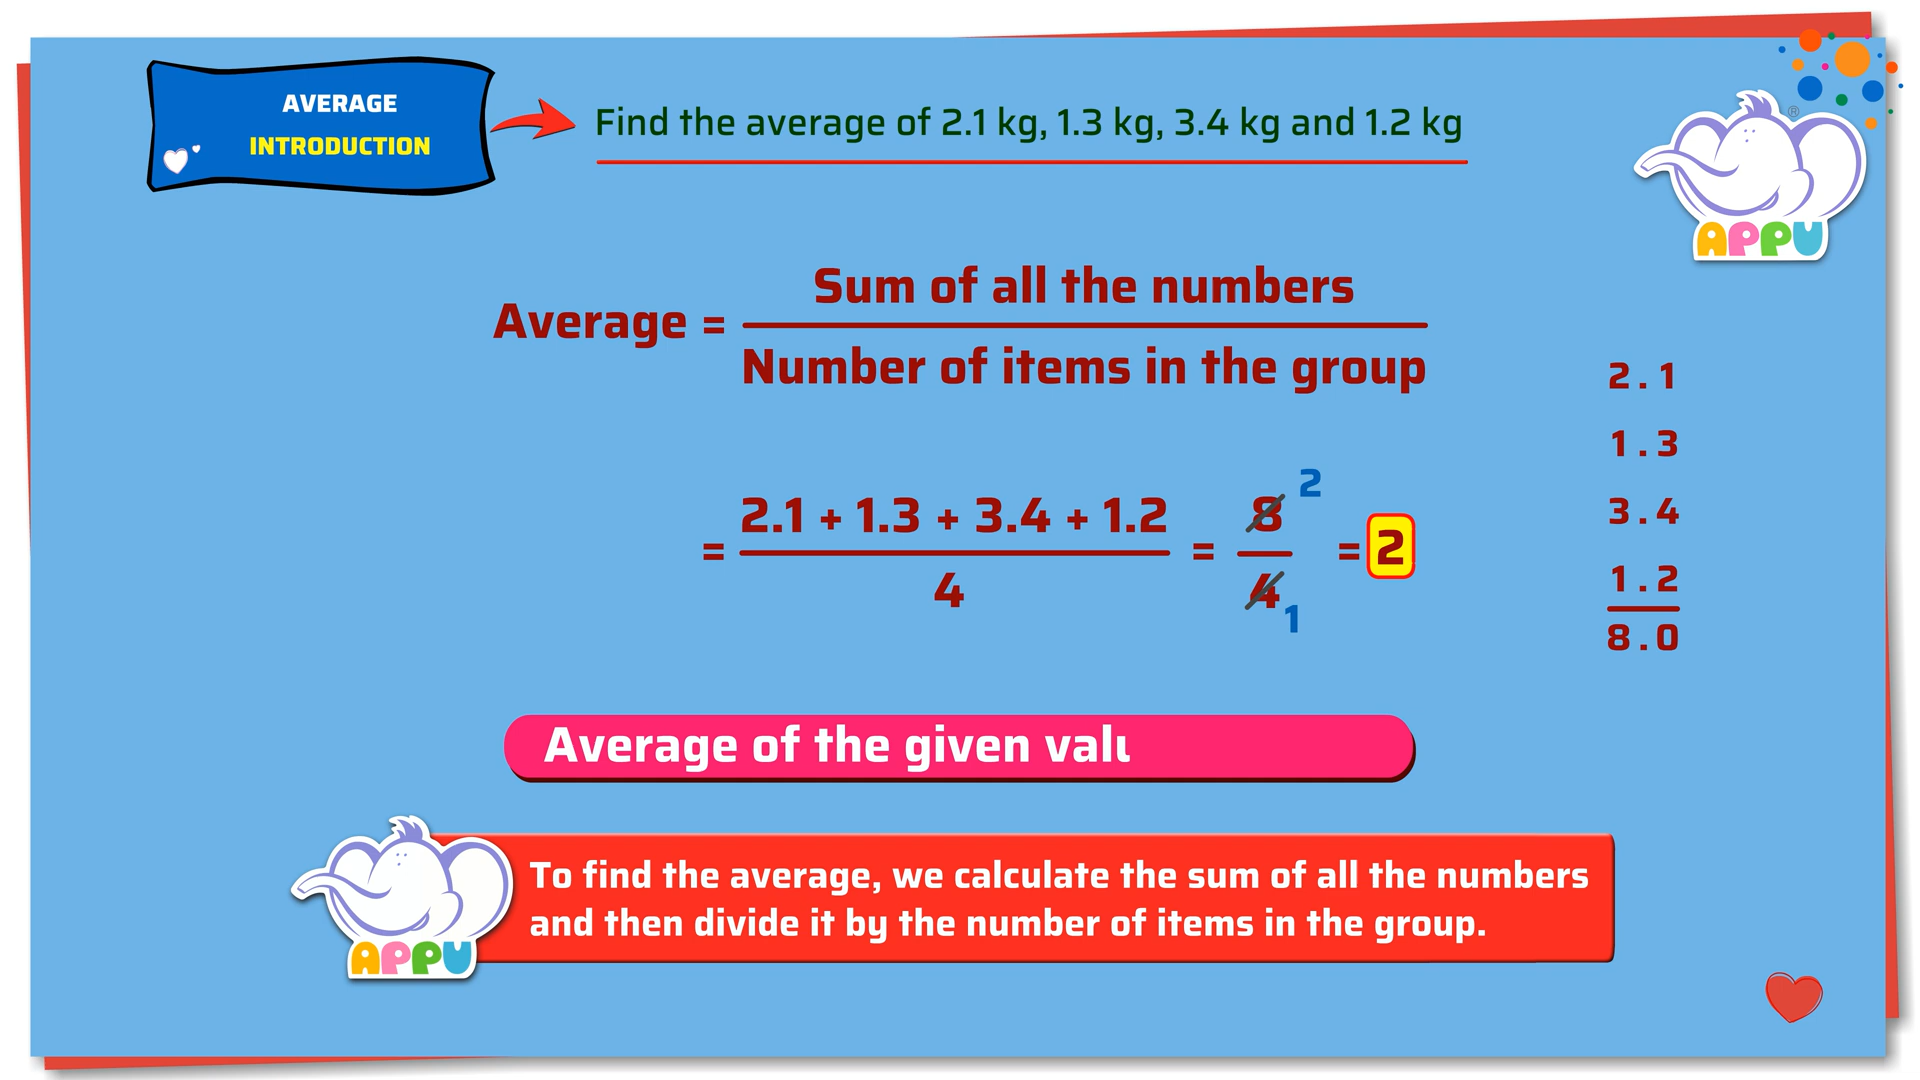 AVERAGE
INTRODUCTION
Find the average of 2.1 kg, 1.3 kg, 3.4 kg and 1.2 kg
®
APPU
Average = Sum of all the numbers
Number of items in the group
2.1
1.3
3.4
1.2
8.0
= 2.1 + 1.3 + 3.4 + 1.2 = 8 2 = 2
4 4 1
Average of the given
APPU
To find the average, we calculate the sum of all the numbers
and then divide it by the number of items in the group.